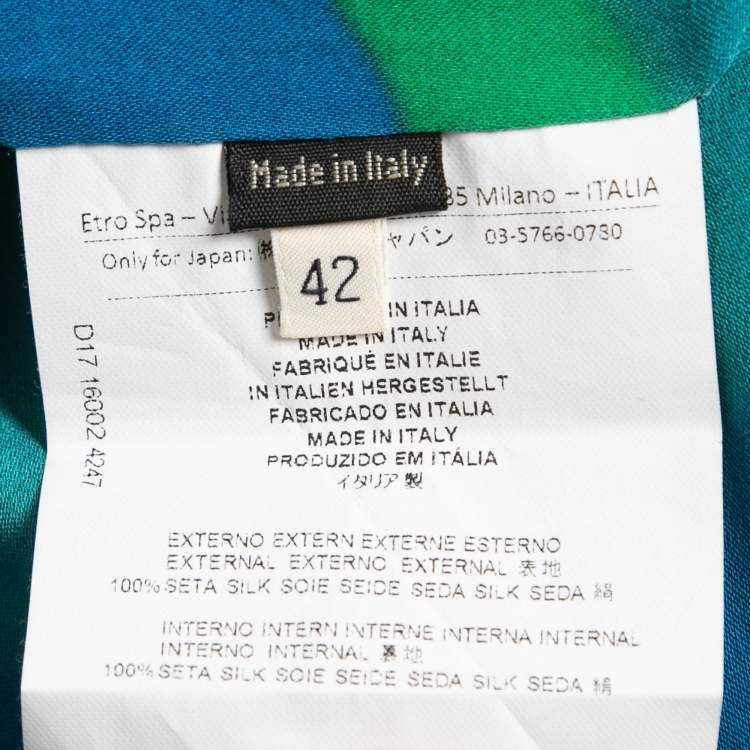 Made in Italy
Etro Spa – 35 Milano – ITALIA
Only for Japan: ャパン 03-5766-0780
42
IN ITALIA
MADE IN ITALY
FABRIQUÉ EN ITALIE
IN ITALIEN HERGESTELLT
FABRICADO EN ITALIA
MADE IN ITALY
PRODUZIDO EM ITÁLIA
イタリア製
D17 16002 4247
EXTERNO EXTERN EXTERNE ESTERNO
EXTERNAL EXTERNO EXTERNAL 表地
100% SETA SILK SOIE SEIDE SEDA SILK SEDA 絹
INTERNO INTERN INTERNE INTERNA INTERNAL
INTERNO INTERNAL 裏地
100% SETA SILK SOIE SEIDE SEDA SILK SEDA 絹